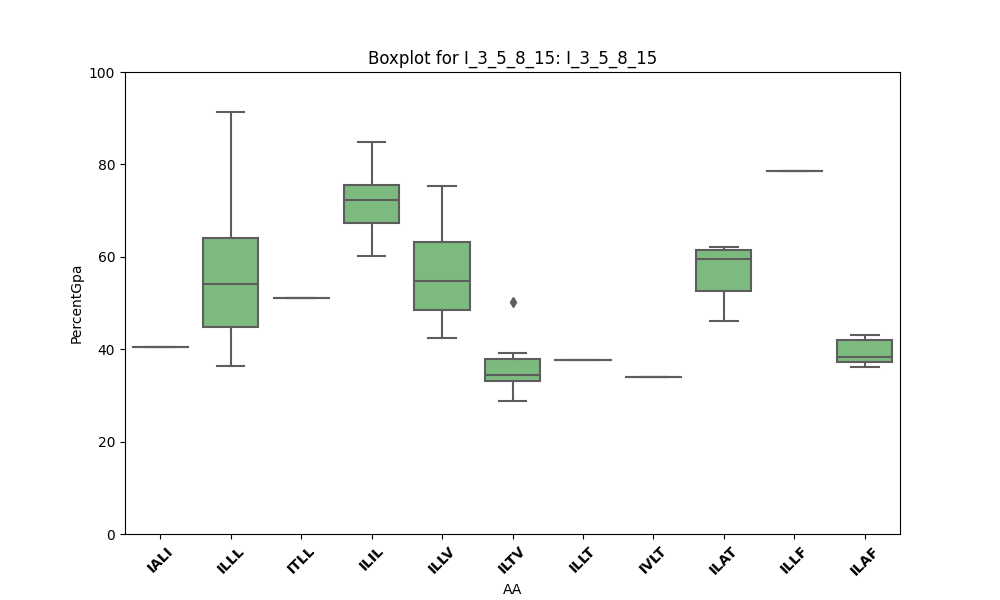 Boxplot for I_3_5_8_15: I_3_5_8_15
PercentGpa
100
80
60
40
20
0
IALI
ILLL
ITLL
ILIL
ILLV
ILTV
ILLT
IVLT
ILAT
ILLF
ILAF
AA